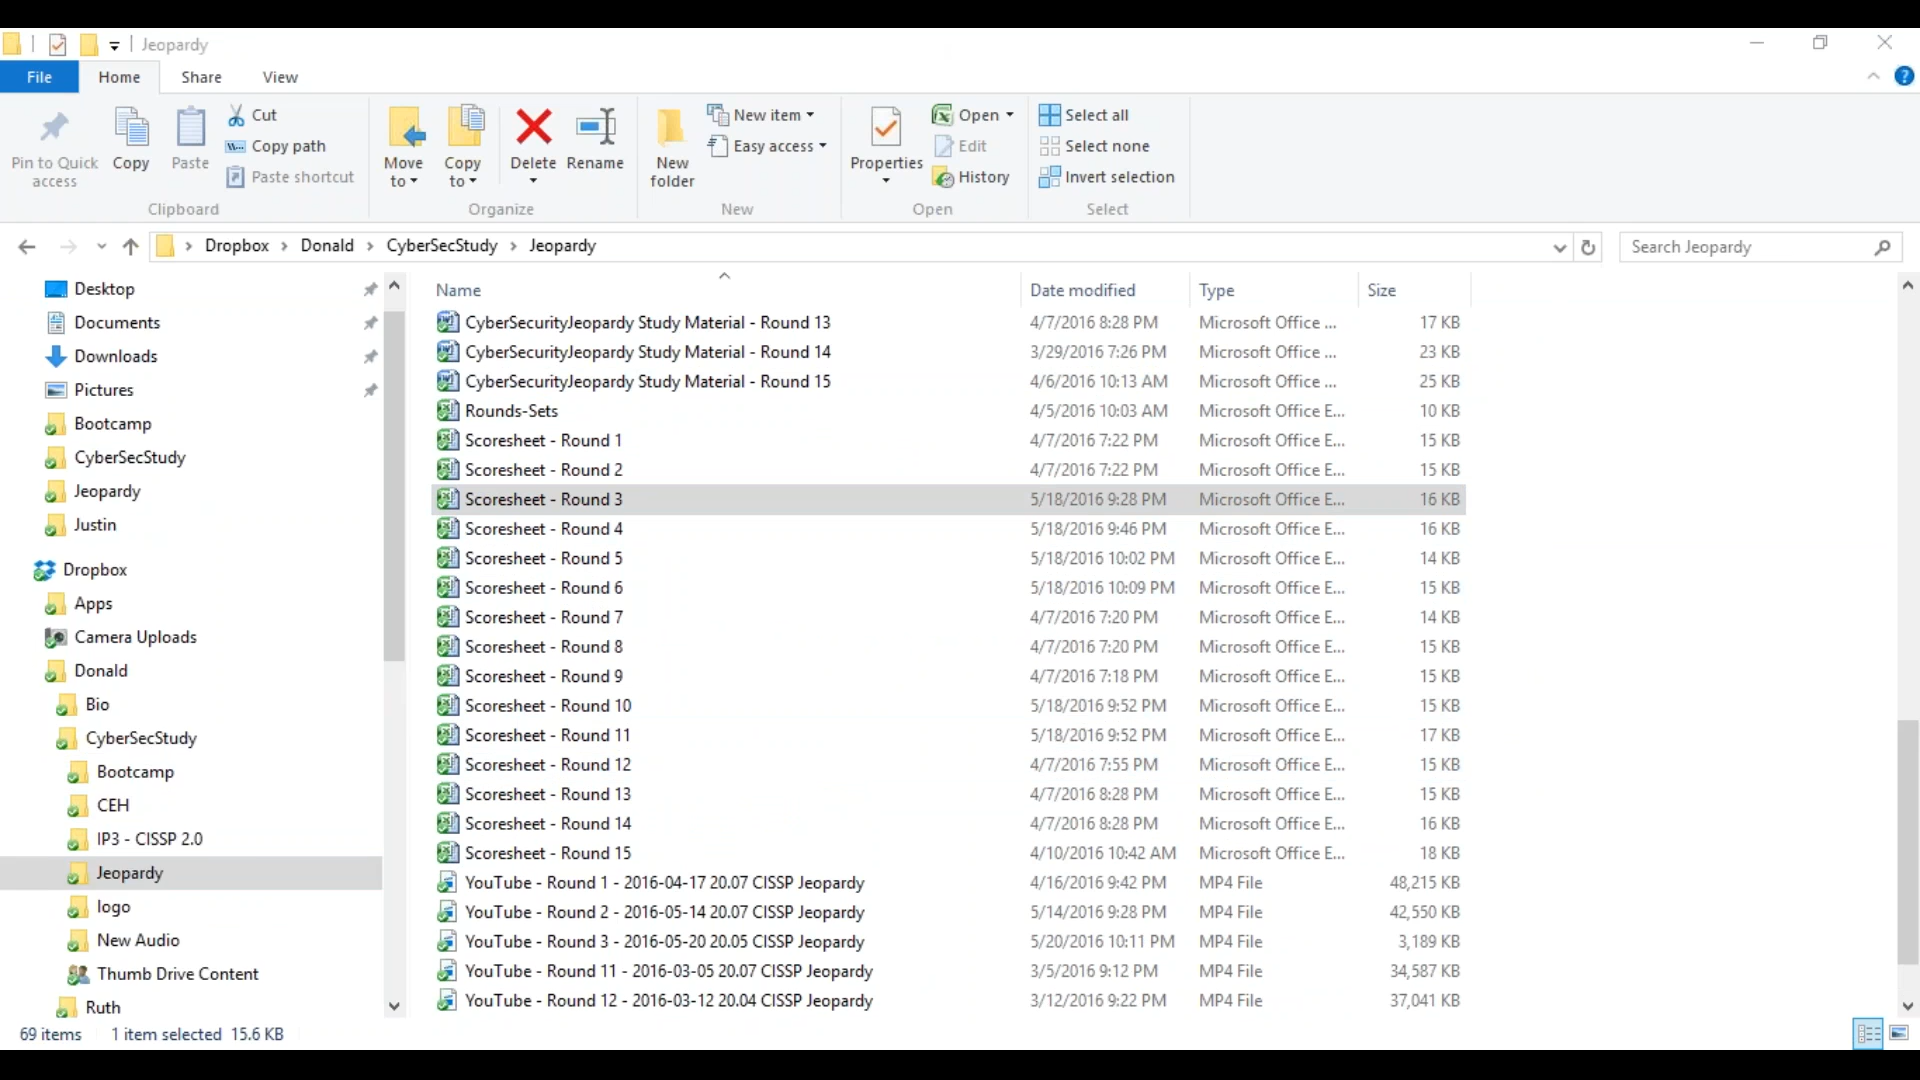 Jeopardy
File Home Share View
Pin to Quick access
Copy
Paste
Cut
Copy path
Paste shortcut
Clipboard
Move to
Copy to
Delete
Rename
Organize
New folder
New item
Easy access
New
Properties
Open
Edit
History
Open
Select all
Select none
Invert selection
Select
Dropbox > Donald > CyberSecStudy > Jeopardy
Search Jeopardy
Desktop
Documents
Downloads
Pictures
Bootcamp
CyberSecStudy
Jeopardy
Justin
Dropbox
Apps
Camera Uploads
Donald
Bio
CyberSecStudy
Bootcamp
CEH
IP3 - CISSP 2.0
Jeopardy
logo
New Audio
Thumb Drive Content
Ruth
Name Date modified Type Size
CyberSecurityJeopardy Study Material - Round 13 4/7/2016 8:28 PM Microsoft Office ... 17 KB
CyberSecurityJeopardy Study Material - Round 14 3/29/2016 7:26 PM Microsoft Office ... 23 KB
CyberSecurityJeopardy Study Material - Round 15 4/6/2016 10:13 AM Microsoft Office ... 25 KB
Rounds-Sets 4/5/2016 10:03 AM Microsoft Office E... 10 KB
Scoresheet - Round 1 4/7/2016 7:22 PM Microsoft Office E... 15 KB
Scoresheet - Round 2 4/7/2016 7:22 PM Microsoft Office E... 15 KB
Scoresheet - Round 3 5/18/2016 9:28 PM Microsoft Office E... 16 KB
Scoresheet - Round 4 5/18/2016 9:46 PM Microsoft Office E... 16 KB
Scoresheet - Round 5 5/18/2016 10:02 PM Microsoft Office E... 14 KB
Scoresheet - Round 6 5/18/2016 10:09 PM Microsoft Office E... 15 KB
Scoresheet - Round 7 4/7/2016 7:20 PM Microsoft Office E... 14 KB
Scoresheet - Round 8 4/7/2016 7:20 PM Microsoft Office E... 15 KB
Scoresheet - Round 9 4/7/2016 7:18 PM Microsoft Office E... 15 KB
Scoresheet - Round 10 5/18/2016 9:52 PM Microsoft Office E... 15 KB
Scoresheet - Round 11 5/18/2016 9:52 PM Microsoft Office E... 17 KB
Scoresheet - Round 12 4/7/2016 7:55 PM Microsoft Office E... 15 KB
Scoresheet - Round 13 4/7/2016 8:28 PM Microsoft Office E... 15 KB
Scoresheet - Round 14 4/7/2016 8:28 PM Microsoft Office E... 16 KB
Scoresheet - Round 15 4/10/2016 10:42 AM Microsoft Office E... 18 KB
YouTube - Round 1 - 2016-04-17 20.07 CISSP Jeopardy 4/16/2016 9:42 PM MP4 File 48,215 KB
YouTube - Round 2 - 2016-05-14 20.07 CISSP Jeopardy 5/14/2016 9:28 PM MP4 File 42,550 KB
YouTube - Round 3 - 2016-05-20 20.05 CISSP Jeopardy 5/20/2016 10:11 PM MP4 File 3,189 KB
YouTube - Round 11 - 2016-03-05 20.07 CISSP Jeopardy 3/5/2016 9:12 PM MP4 File 34,587 KB
YouTube - Round 12 - 2016-03-12 20.04 CISSP Jeopardy 3/12/2016 9:22 PM MP4 File 37,041 KB
69 items 1 item selected 15.6 KB